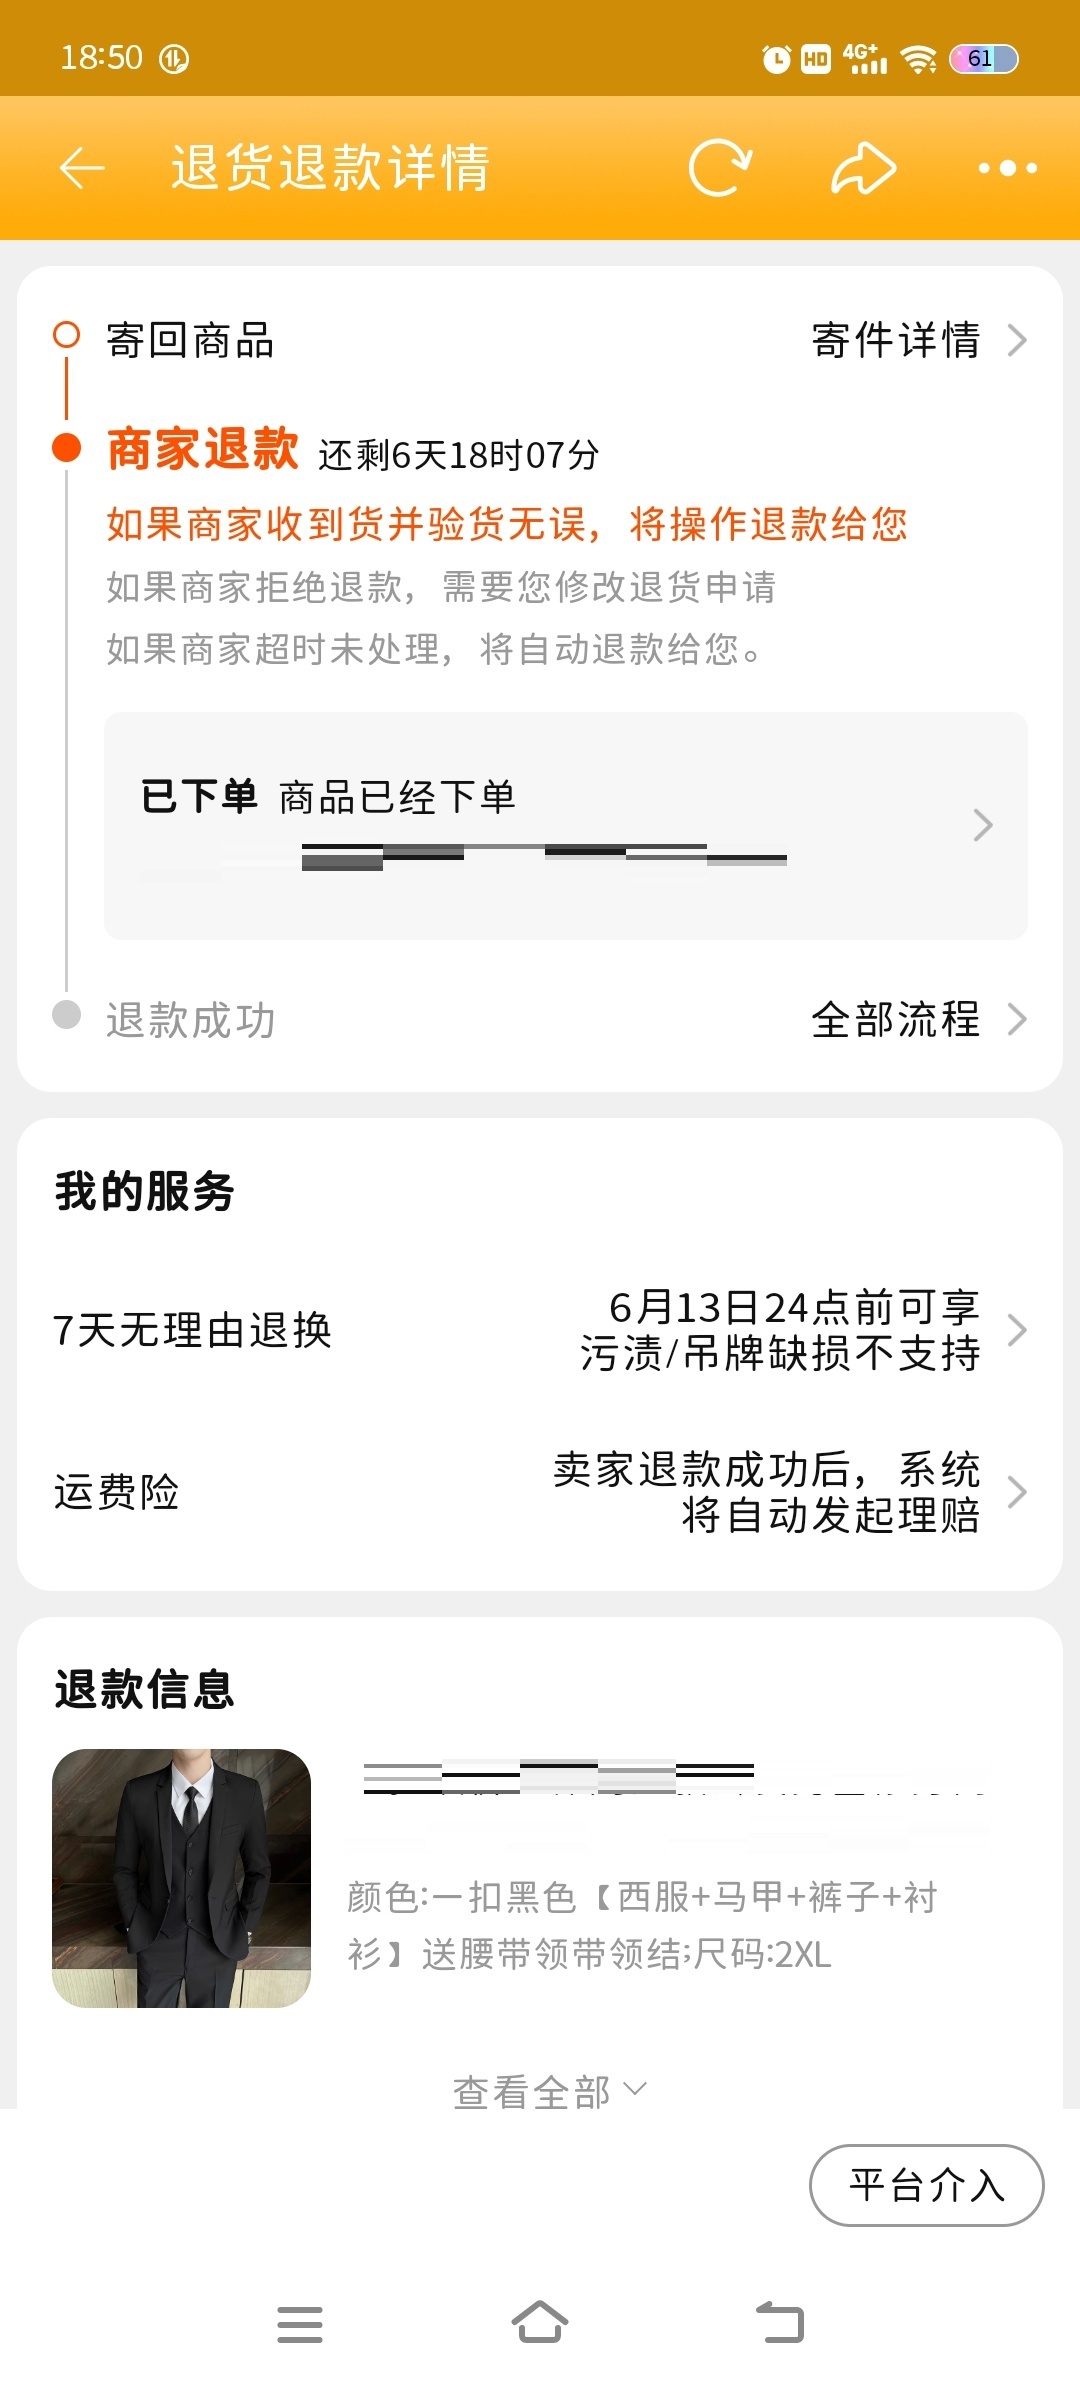 18:50
HD 4G+ 61
退货退款详情
寄回商品 寄件详情
商家退款 还剩6天18时07分
如果商家收到货并验货无误，将操作退款给您
如果商家拒绝退款，需要您修改退货申请
如果商家超时未处理，将自动退款给您。
已下单 商品已经下单
退款成功 全部流程
我的服务
7天无理由退换 6月13日24点前可享
污渍/吊牌缺损不支持
运费险 卖家退款成功后，系统
将自动发起理赔
退款信息
颜色:一扣黑色【西服+马甲+裤子+衬
衫】送腰带领带领结;尺码:2XL
查看全部
平台介入